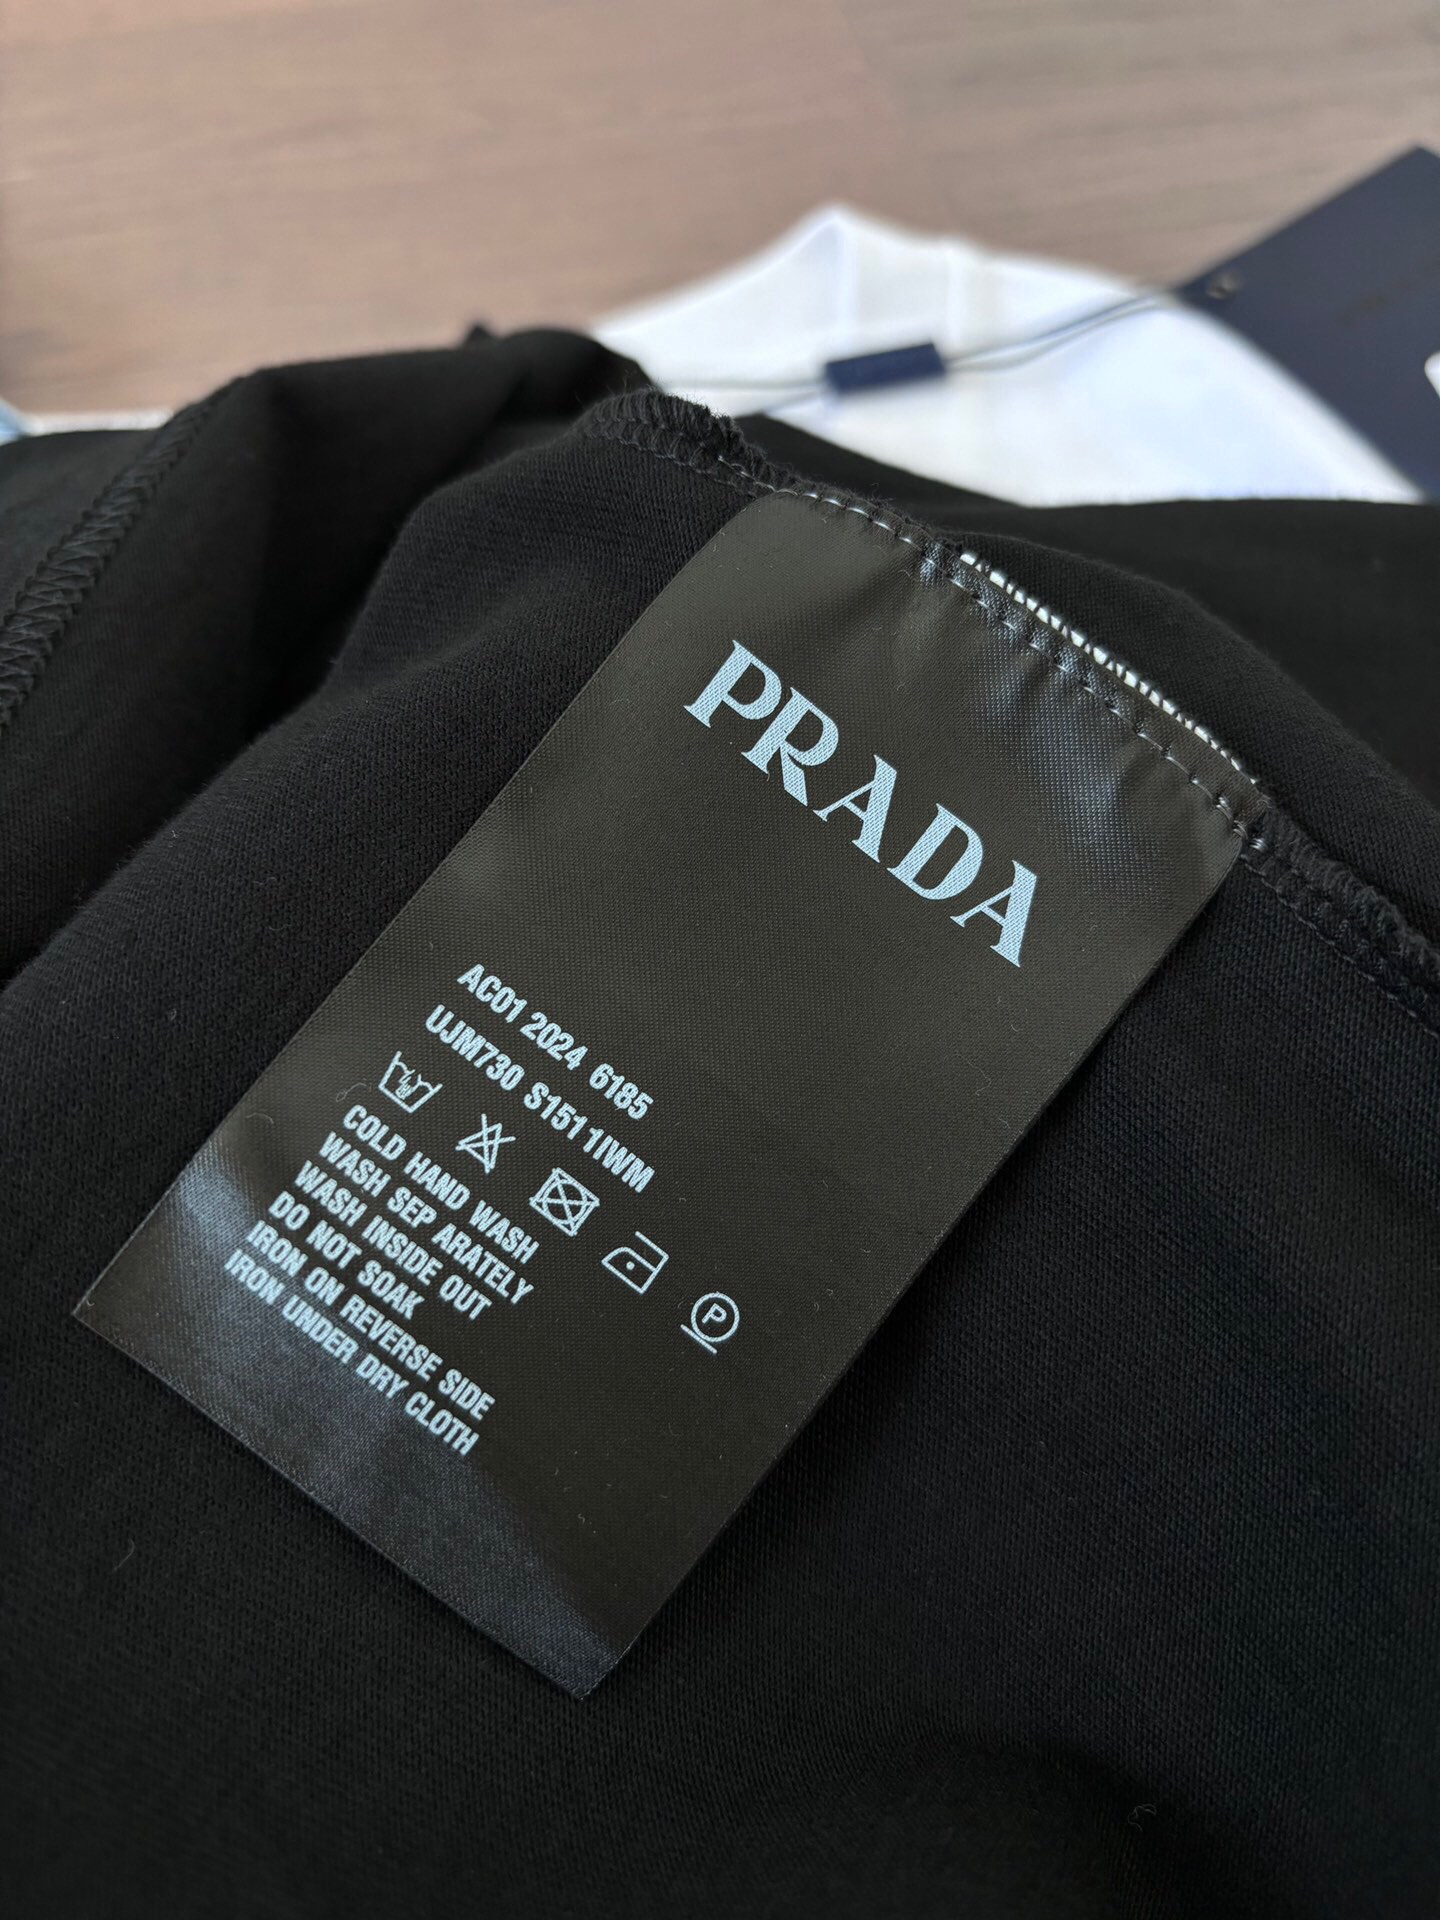 PRADA
AC01 2024 6185
UJM730 S151 1IWM
P
COLD HAND WASH
WASH SEP ARATELY
WASH INSIDE OUT
DO NOT SOAK
IRON ON REVERSE SIDE
IRON UNDER DRY CLOTH